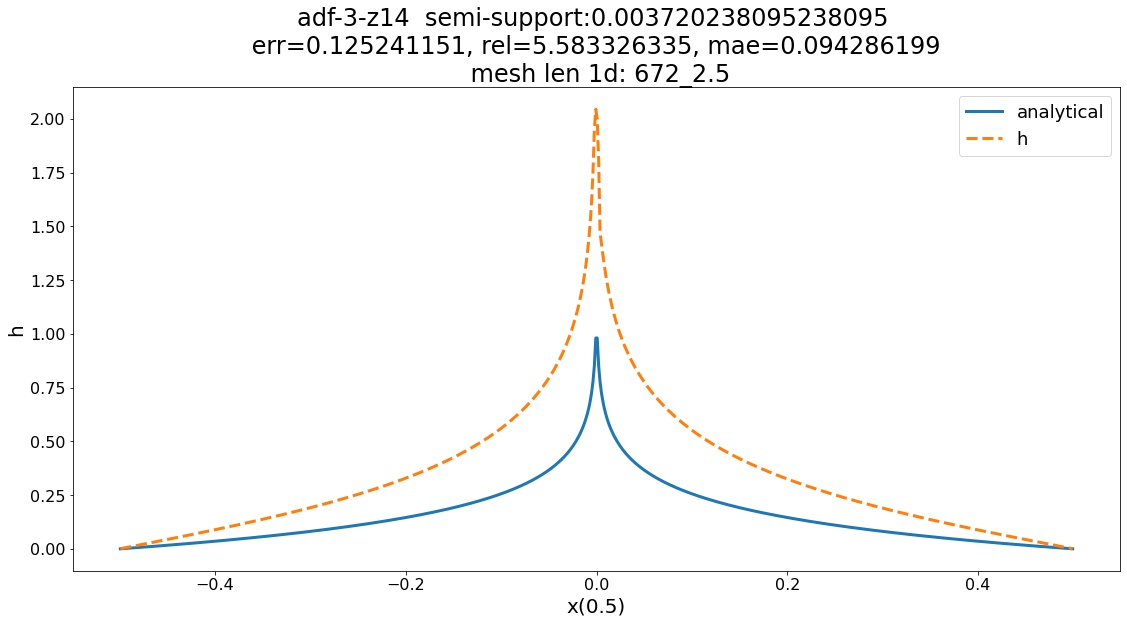 adf-3-z14  semi-support:0.003720238095238095
err=0.125241151, rel=5.583326335, mae=0.094286199
mesh len 1d: 672_2.5
analytical
h
2.00
1.75
1.50
1.25
1.00
0.75
0.50
0.25
0.00
h
−0.4
−0.2
0.0
0.2
0.4
x(0.5)